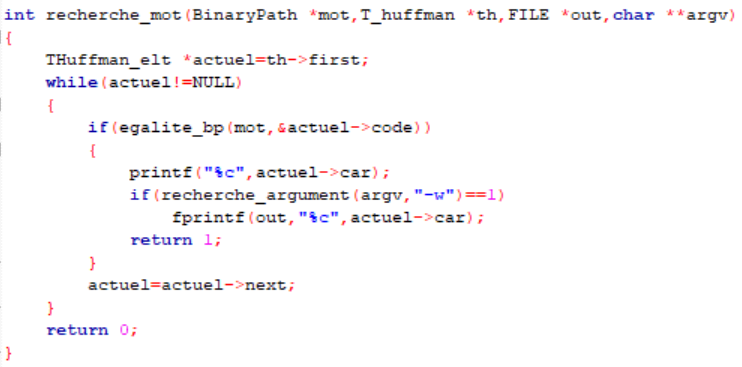 int recherche_mot(BinaryPath *mot,T_huffman *th,FILE *out,char **argv)
{
    THuffman_elt *actuel=th->first;
    while(actuel!=NULL)
    {
        if(egalite_bp(mot,&actuel->code))
        {
            printf("%c",actuel->car);
            if(recherche_argument(argv,"-w")==1)
                fprintf(out,"%c",actuel->car);
            return 1;
        }
        actuel=actuel->next;
    }
    return 0;
}